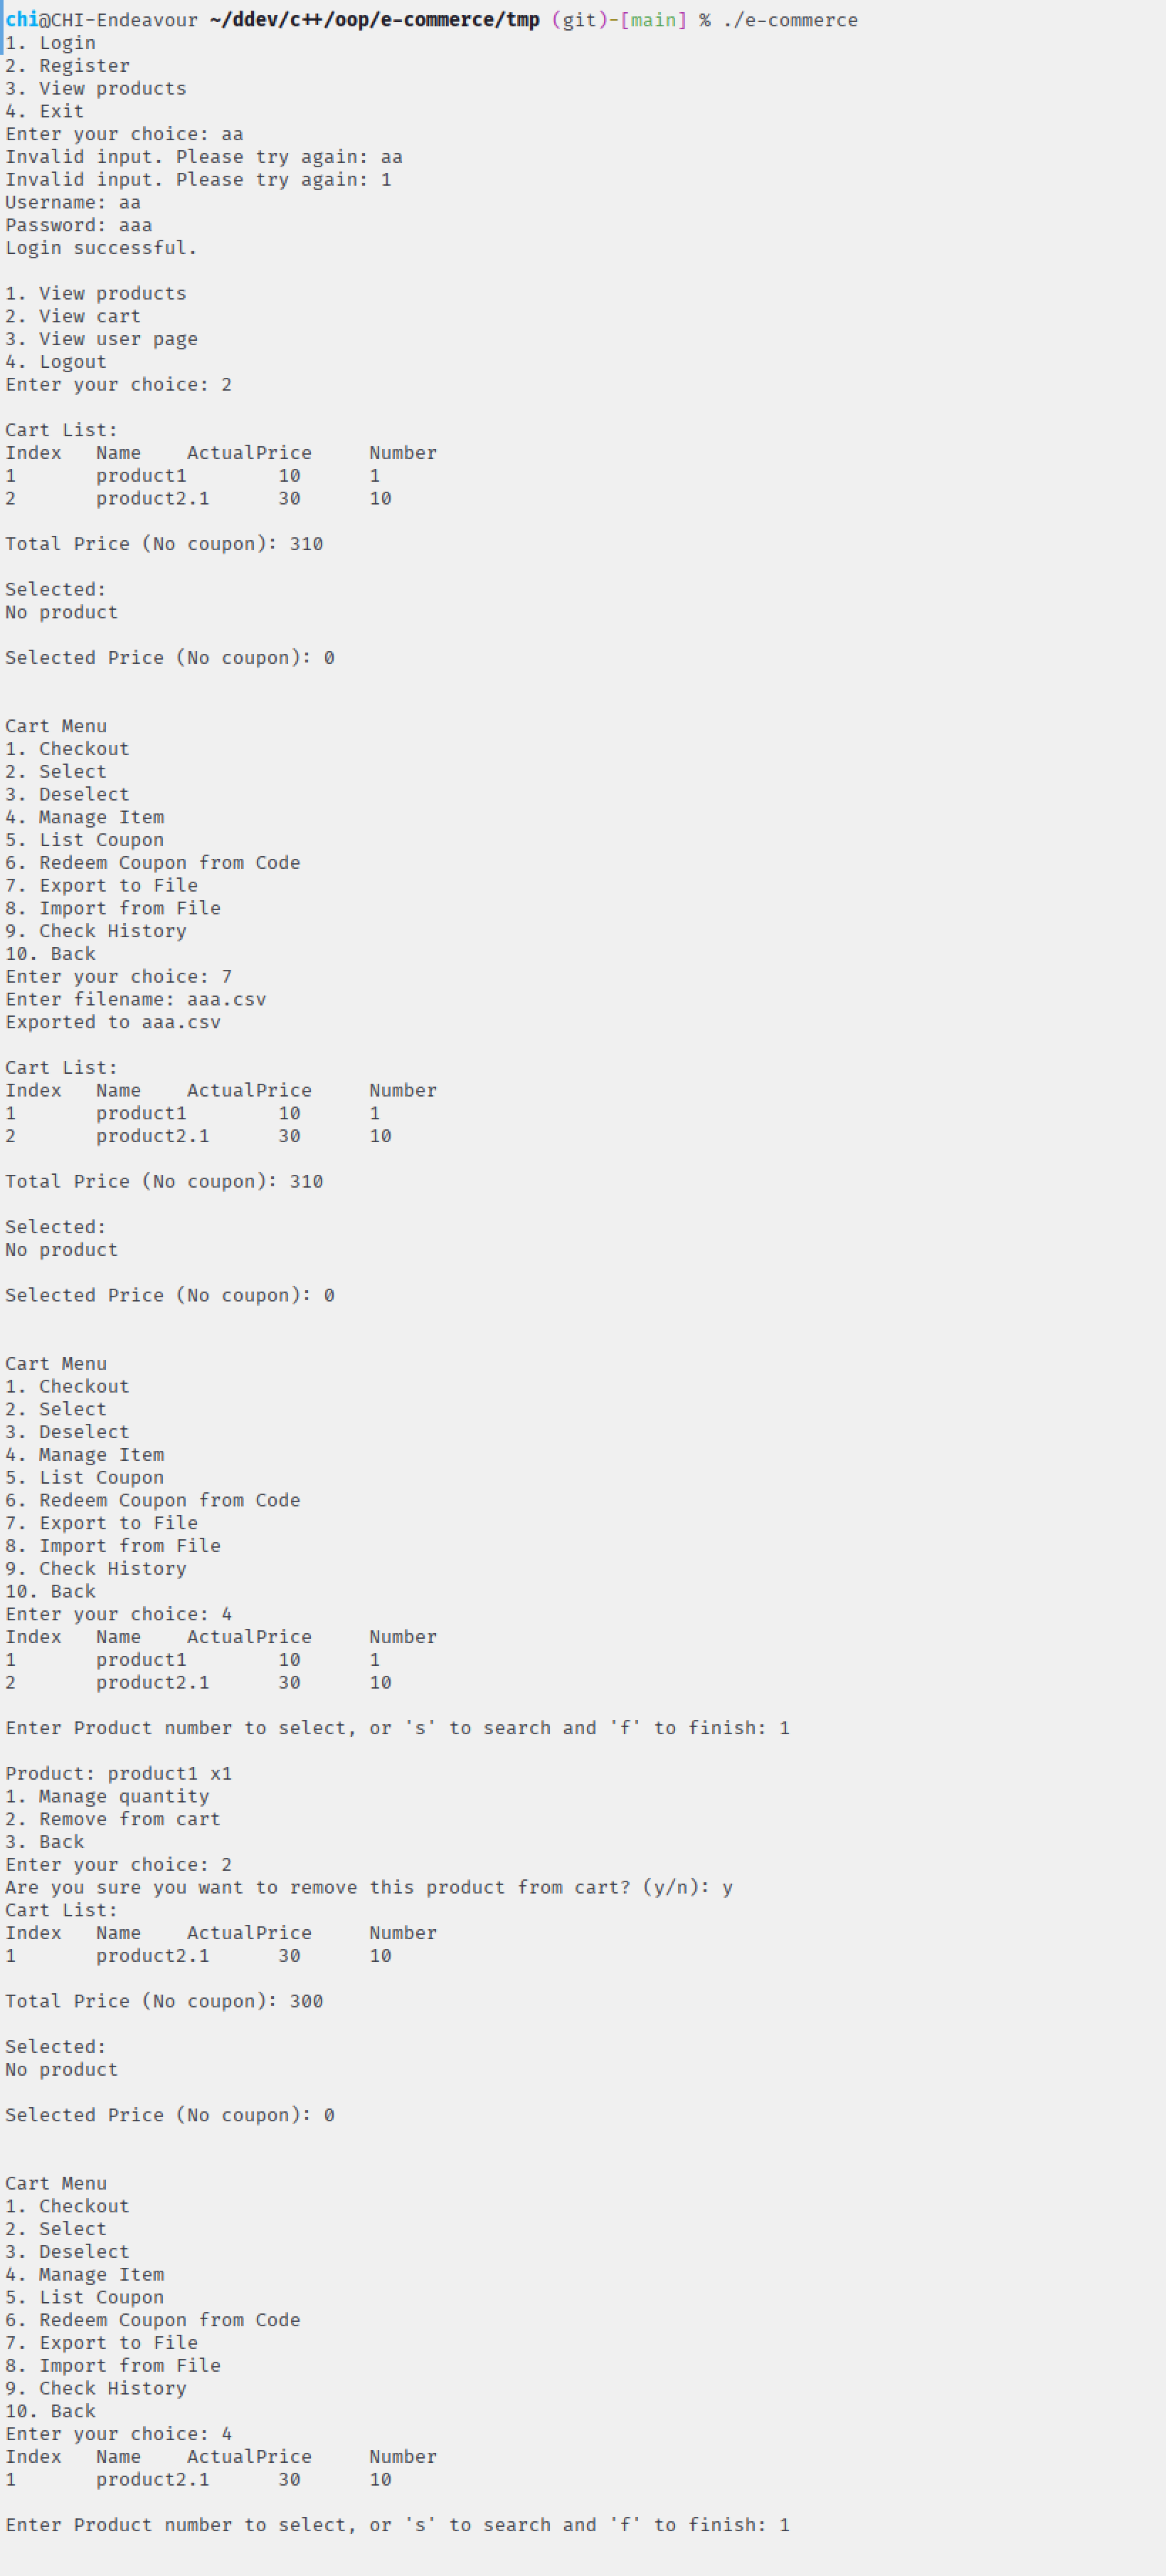 chi@CHI-Endeavour ~/ddev/c++/oop/e-commerce/tmp (git)-[main] % ./e-commerce
1. Login
2. Register
3. View products
4. Exit
Enter your choice: aa
Invalid input. Please try again: aa
Invalid input. Please try again: 1
Username: aa
Password: aaa
Login successful.

1. View products
2. View cart
3. View user page
4. Logout
Enter your choice: 2

Cart List:
Index   Name    ActualPrice     Number
1       product1        10      1
2       product2.1      30      10

Total Price (No coupon): 310

Selected:
No product

Selected Price (No coupon): 0


Cart Menu
1. Checkout
2. Select
3. Deselect
4. Manage Item
5. List Coupon
6. Redeem Coupon from Code
7. Export to File
8. Import from File
9. Check History
10. Back
Enter your choice: 7
Enter filename: aaa.csv
Exported to aaa.csv

Cart List:
Index   Name    ActualPrice     Number
1       product1        10      1
2       product2.1      30      10

Total Price (No coupon): 310

Selected:
No product

Selected Price (No coupon): 0


Cart Menu
1. Checkout
2. Select
3. Deselect
4. Manage Item
5. List Coupon
6. Redeem Coupon from Code
7. Export to File
8. Import from File
9. Check History
10. Back
Enter your choice: 4
Index   Name    ActualPrice     Number
1       product1        10      1
2       product2.1      30      10

Enter Product number to select, or 's' to search and 'f' to finish: 1

Product: product1 x1
1. Manage quantity
2. Remove from cart
3. Back
Enter your choice: 2
Are you sure you want to remove this product from cart? (y/n): y
Cart List:
Index   Name    ActualPrice     Number
1       product2.1      30      10

Total Price (No coupon): 300

Selected:
No product

Selected Price (No coupon): 0


Cart Menu
1. Checkout
2. Select
3. Deselect
4. Manage Item
5. List Coupon
6. Redeem Coupon from Code
7. Export to File
8. Import from File
9. Check History
10. Back
Enter your choice: 4
Index   Name    ActualPrice     Number
1       product2.1      30      10

Enter Product number to select, or 's' to search and 'f' to finish: 1